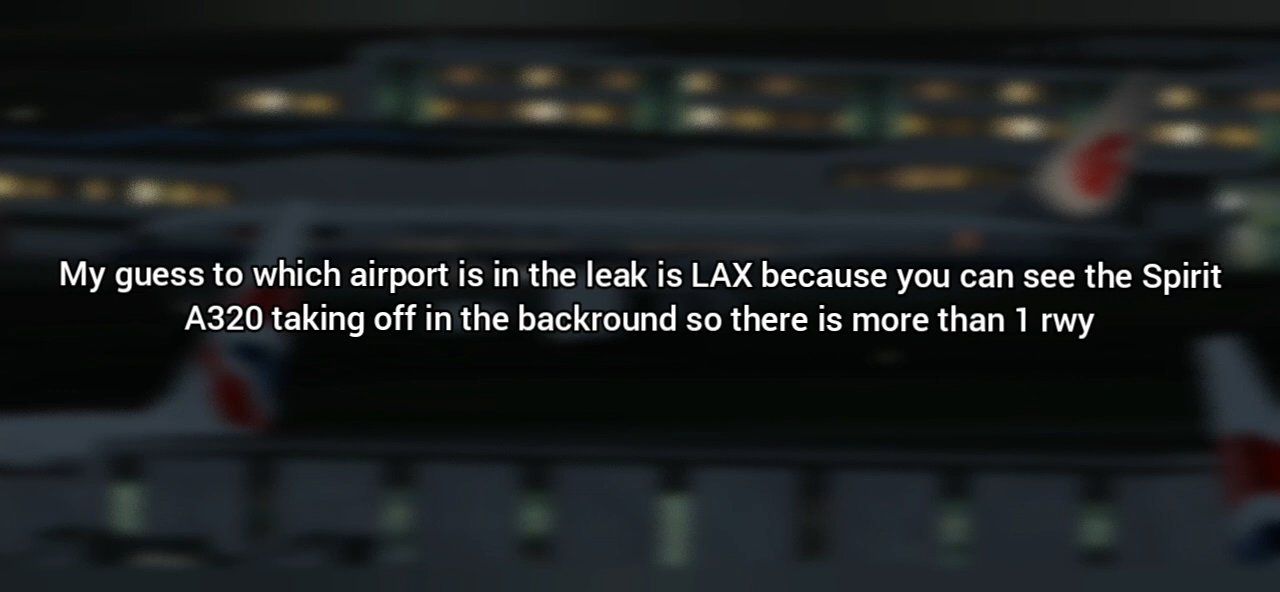 My guess to which airport is in the leak is LAX because you can see the Spirit
A320 taking off in the backround so there is more than 1 rwy